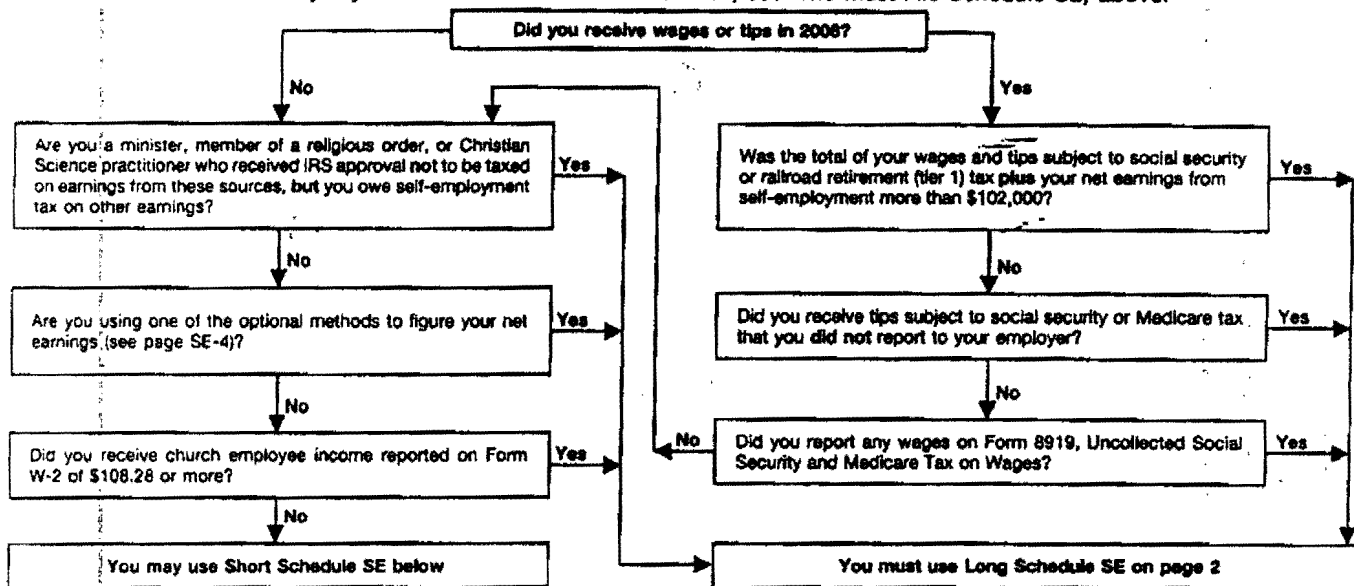 Who Must File Schedule SE, above.
Did you receive wages or tips in 2008?
No
Yes
Are you a minister, member of a religious order, or Christian
Science practitioner who received IRS approval not to be taxed
on earnings from these sources, but you owe self-employment
tax on other earnings?
Yes
Was the total of your wages and tips subject to social security
or railroad retirement (tier 1) tax plus your net earnings from
self-employment more than $102,000?
Yes
No
No
Are you using one of the optional methods to figure your net
earnings (see page SE-4)?
Yes
Did you receive tips subject to social security or Medicare tax
that you did not report to your employer?
Yes
No
No
Did you receive church employee income reported on Form
W-2 of $108.28 or more?
Yes
No
Did you report any wages on Form 8919, Uncollected Social
Security and Medicare Tax on Wages?
Yes
No
You may use Short Schedule SE below
You must use Long Schedule SE on page 2